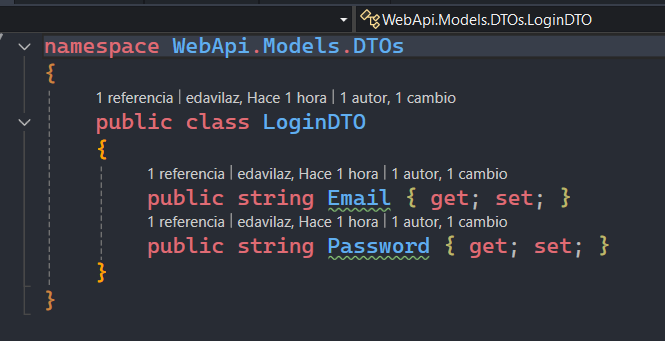 WebApi.Models.DTOs.LoginDTO
namespace WebApi.Models.DTOs
{
1 referencia | edavilaz, Hace 1 hora | 1 autor, 1 cambio
public class LoginDTO
{
1 referencia | edavilaz, Hace 1 hora | 1 autor, 1 cambio
public string Email { get; set; }
1 referencia | edavilaz, Hace 1 hora | 1 autor, 1 cambio
public string Password { get; set; }
}
}